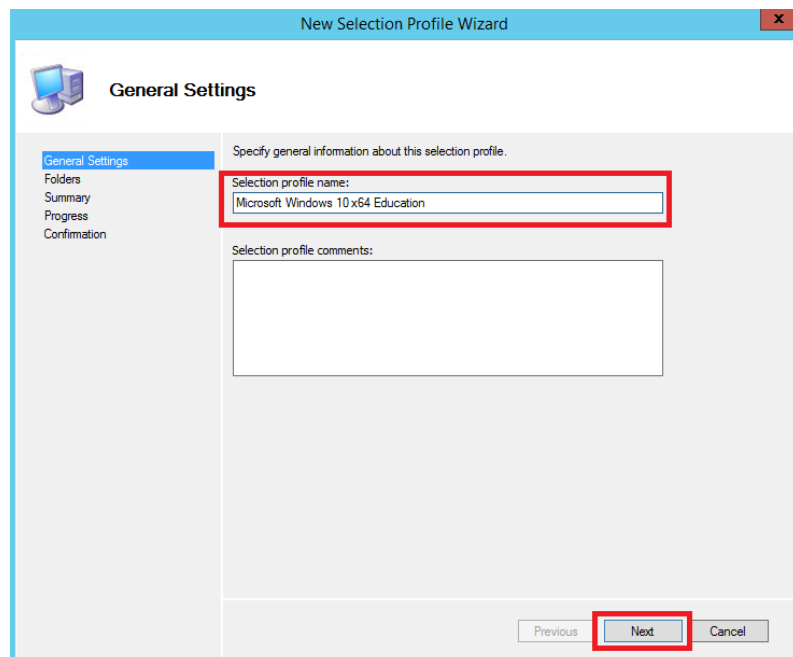 New Selection Profile Wizard
x
General Settings
General Settings
Folders
Summary
Progress
Confirmation
Specify general information about this selection profile.
Selection profile name:
Microsoft Windows 10 x64 Education
Selection profile comments:
Previous
Next
Cancel